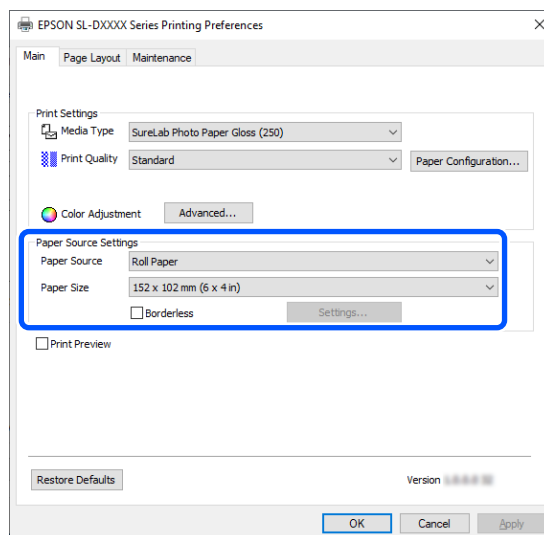 EPSON SL-DXXXX Series Printing Preferences
Main Page Layout Maintenance
Print Settings
Media Type SureLab Photo Paper Gloss (250)
Print Quality Standard Paper Configuration...
Color Adjustment Advanced...
Paper Source Settings
Paper Source Roll Paper
Paper Size 152 x 102 mm (6 x 4 in)
Borderless Settings...
Print Preview
Restore Defaults Version
OK Cancel Apply